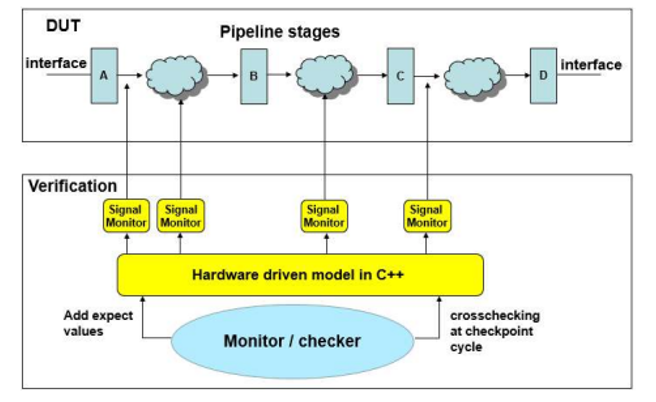 DUT
Pipeline stages
interface
A
B
C
D
interface
Verification
Signal
Monitor
Signal
Monitor
Signal
Monitor
Signal
Monitor
Hardware driven model in C++
Add expect
values
Monitor / checker
crosschecking
at checkpoint
cycle